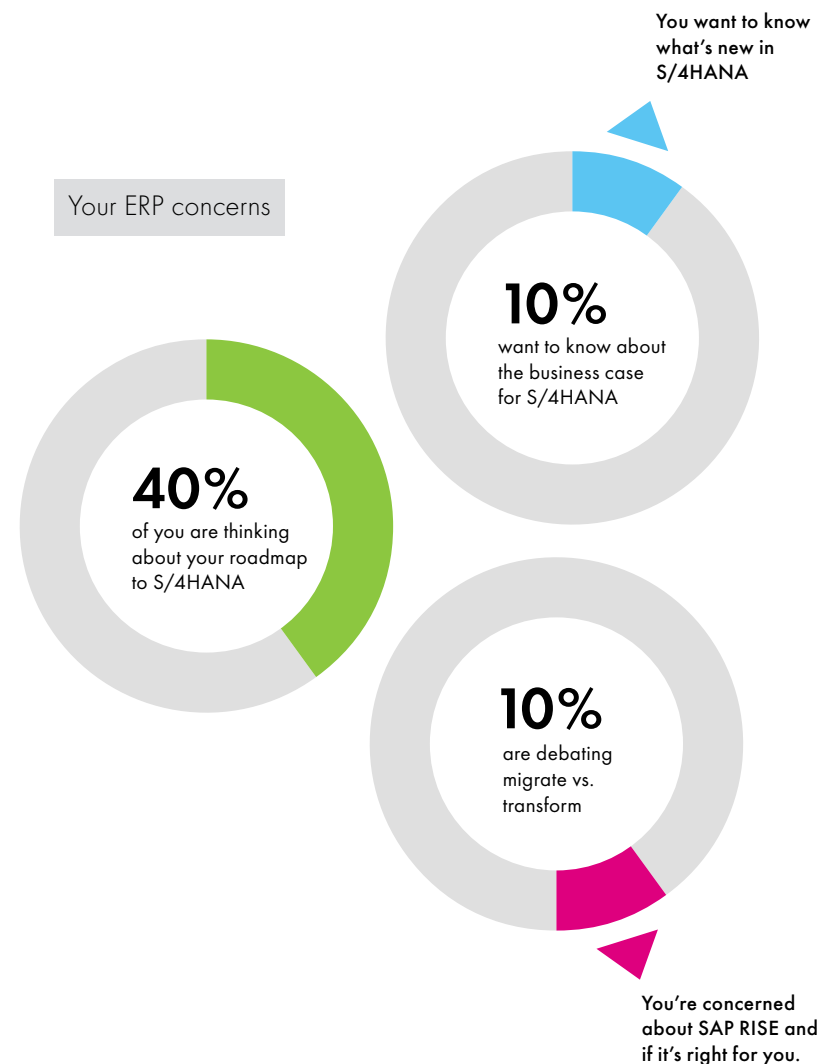 You want to know
what's new in
S/4HANA
Your ERP concerns
10%
want to know about
the business case
for S/4HANA
40%
of you are thinking
about your roadmap
to S/4HANA
10%
are debating
migrate vs.
transform
You're concerned
about SAP RISE and
if it's right for you.